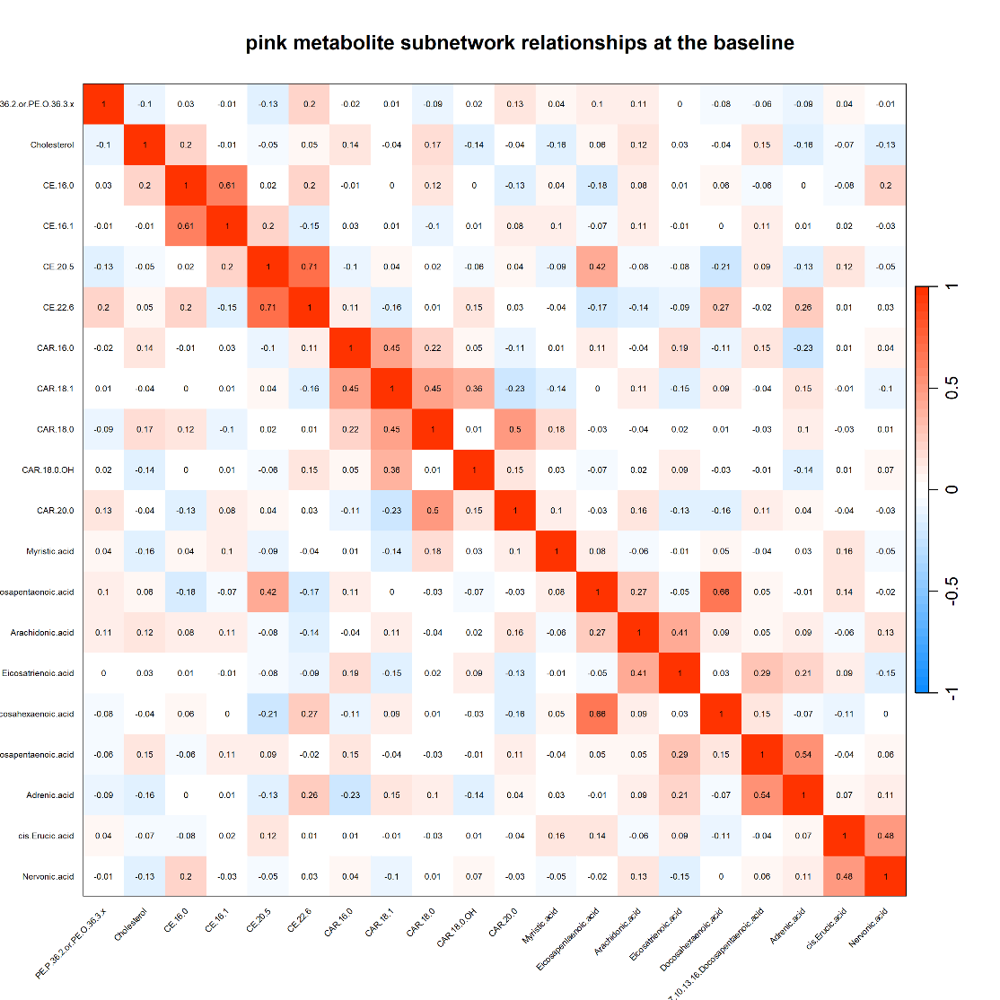 pink metabolite subnetwork relationships at the baseline
36.2.or.PE.O.36.3.x 1 -0.1 0.03 -0.01 -0.13 0.2 -0.02 0.01 -0.09 0.02 0.13 0.04 0.1 0.11 0 -0.08 -0.06 -0.09 0.04 -0.01
Cholesterol -0.1 1 0.2 -0.01 -0.05 0.05 0.14 -0.04 0.17 -0.14 -0.04 -0.16 0.06 0.12 0.03 -0.04 0.15 -0.16 -0.07 -0.13
CE.16.0 0.03 0.2 1 0.61 0.02 0.2 -0.01 0 0.12 0 -0.13 0.04 -0.18 0.08 0.01 0.06 -0.06 0 -0.08 0.2
CE.16.1 -0.01 -0.01 0.61 1 0.2 -0.15 0.03 0.01 -0.1 0.01 0.08 0.1 -0.07 0.11 -0.01 0 0.11 0.01 0.02 -0.03
CE.20.5 -0.13 -0.05 0.02 0.2 1 0.71 -0.1 0.04 0.02 -0.06 0.04 -0.09 0.42 -0.08 -0.08 -0.21 0.09 -0.13 0.12 -0.05
CE.22.6 0.2 0.05 0.2 -0.15 0.71 1 0.11 -0.16 0.01 0.15 0.03 -0.04 -0.17 -0.14 -0.09 0.27 -0.02 0.26 0.01 0.03
CAR.16.0 -0.02 0.14 -0.01 0.03 -0.1 0.11 1 0.45 0.22 0.05 -0.11 0.01 0.11 -0.04 0.19 -0.11 0.15 -0.23 0.01 0.04
CAR.18.1 0.01 -0.04 0 0.01 0.04 -0.16 0.45 1 0.45 0.36 -0.23 -0.14 0 0.11 -0.15 0.09 -0.04 0.15 -0.01 -0.1
CAR.18.0 -0.09 0.17 0.12 -0.1 0.02 0.01 0.22 0.45 1 0.01 0.5 0.18 -0.03 -0.04 0.02 0.01 -0.03 0.1 -0.03 0.01
CAR.18.0.OH 0.02 -0.14 0 0.01 -0.06 0.15 0.05 0.36 0.01 1 0.15 0.03 -0.07 0.02 0.09 -0.03 -0.01 -0.14 0.01 0.07
CAR.20.0 0.13 -0.04 -0.13 0.08 0.04 0.03 -0.11 -0.23 0.5 0.15 1 0.1 -0.03 0.16 -0.13 -0.16 0.11 0.04 -0.04 -0.03
Myristic.acid 0.04 -0.16 0.04 0.1 -0.09 -0.04 0.01 -0.14 0.18 0.03 0.1 1 0.08 -0.06 -0.01 0.05 -0.04 0.03 0.16 -0.05
osapentaenoic.acid 0.1 0.06 -0.18 -0.07 0.42 -0.17 0.11 0 -0.03 -0.07 -0.03 0.08 1 0.27 -0.05 0.66 0.05 -0.01 0.14 -0.02
Arachidonic.acid 0.11 0.12 0.08 0.11 -0.08 -0.14 -0.04 0.11 -0.04 0.02 0.16 -0.06 0.27 1 0.41 0.09 0.05 0.09 -0.06 0.13
Eicosatrienoic.acid 0 0.03 0.01 -0.01 -0.08 -0.09 0.19 -0.15 0.02 0.09 -0.13 -0.01 -0.05 0.41 1 0.03 0.29 0.21 0.09 -0.15
cosahexaenoic.acid -0.08 -0.04 0.06 0 -0.21 0.27 -0.11 0.09 0.01 -0.03 -0.16 0.05 0.66 0.09 0.03 1 0.15 -0.07 -0.11 0
osapentaenoic.acid -0.06 0.15 -0.06 0.11 0.09 -0.02 0.15 -0.04 -0.03 -0.01 0.11 -0.04 0.05 0.05 0.29 0.15 1 0.54 -0.04 0.06
Adrenic.acid -0.09 -0.16 0 0.01 -0.13 0.26 -0.23 0.15 0.1 -0.14 0.04 0.03 -0.01 0.09 0.21 -0.07 0.54 1 0.07 0.11
cis.Erucic.acid 0.04 -0.07 -0.08 0.02 0.12 0.01 0.01 -0.01 -0.03 0.01 -0.04 0.16 0.14 -0.06 0.09 -0.11 -0.04 0.07 1 0.48
Nervonic.acid -0.01 -0.13 0.2 -0.03 -0.05 0.03 0.04 -0.1 0.01 0.07 -0.03 -0.05 -0.02 0.13 -0.15 0 0.06 0.11 0.48 1
PE.P.36.2.or.PE.O.36.3.x
Cholesterol
CE.16.0
CE.16.1
CE.20.5
CE.22.6
CAR.16.0
CAR.18.1
CAR.18.0
CAR.18.0.OH
CAR.20.0
Myristic.acid
Eicosapentaenoic.acid
Arachidonic.acid
Eicosatrienoic.acid
Docosahexaenoic.acid
7.10.13.16.Docosapentaenoic.acid
Adrenic.acid
cis.Erucic.acid
Nervonic.acid
1
0.5
0
-0.5
-1